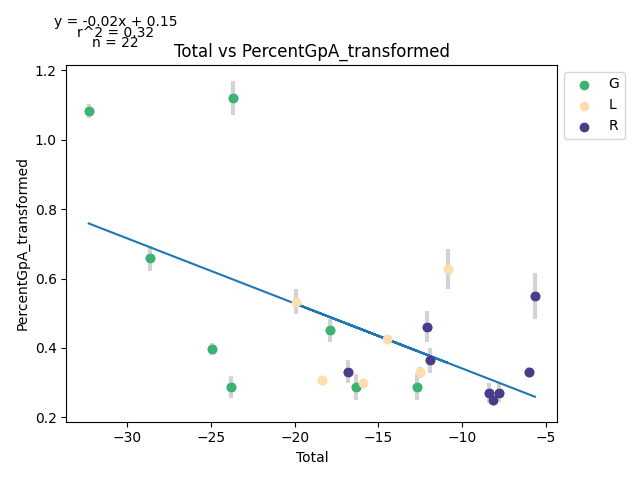 y = -0.02x + 0.15
r^2 = 0.32
n = 22
Total vs PercentGpA_transformed
G
L
R
PercentGpA_transformed
1.2
1.0
0.8
0.6
0.4
0.2
−30
−25
−20
−15
−10
−5
Total